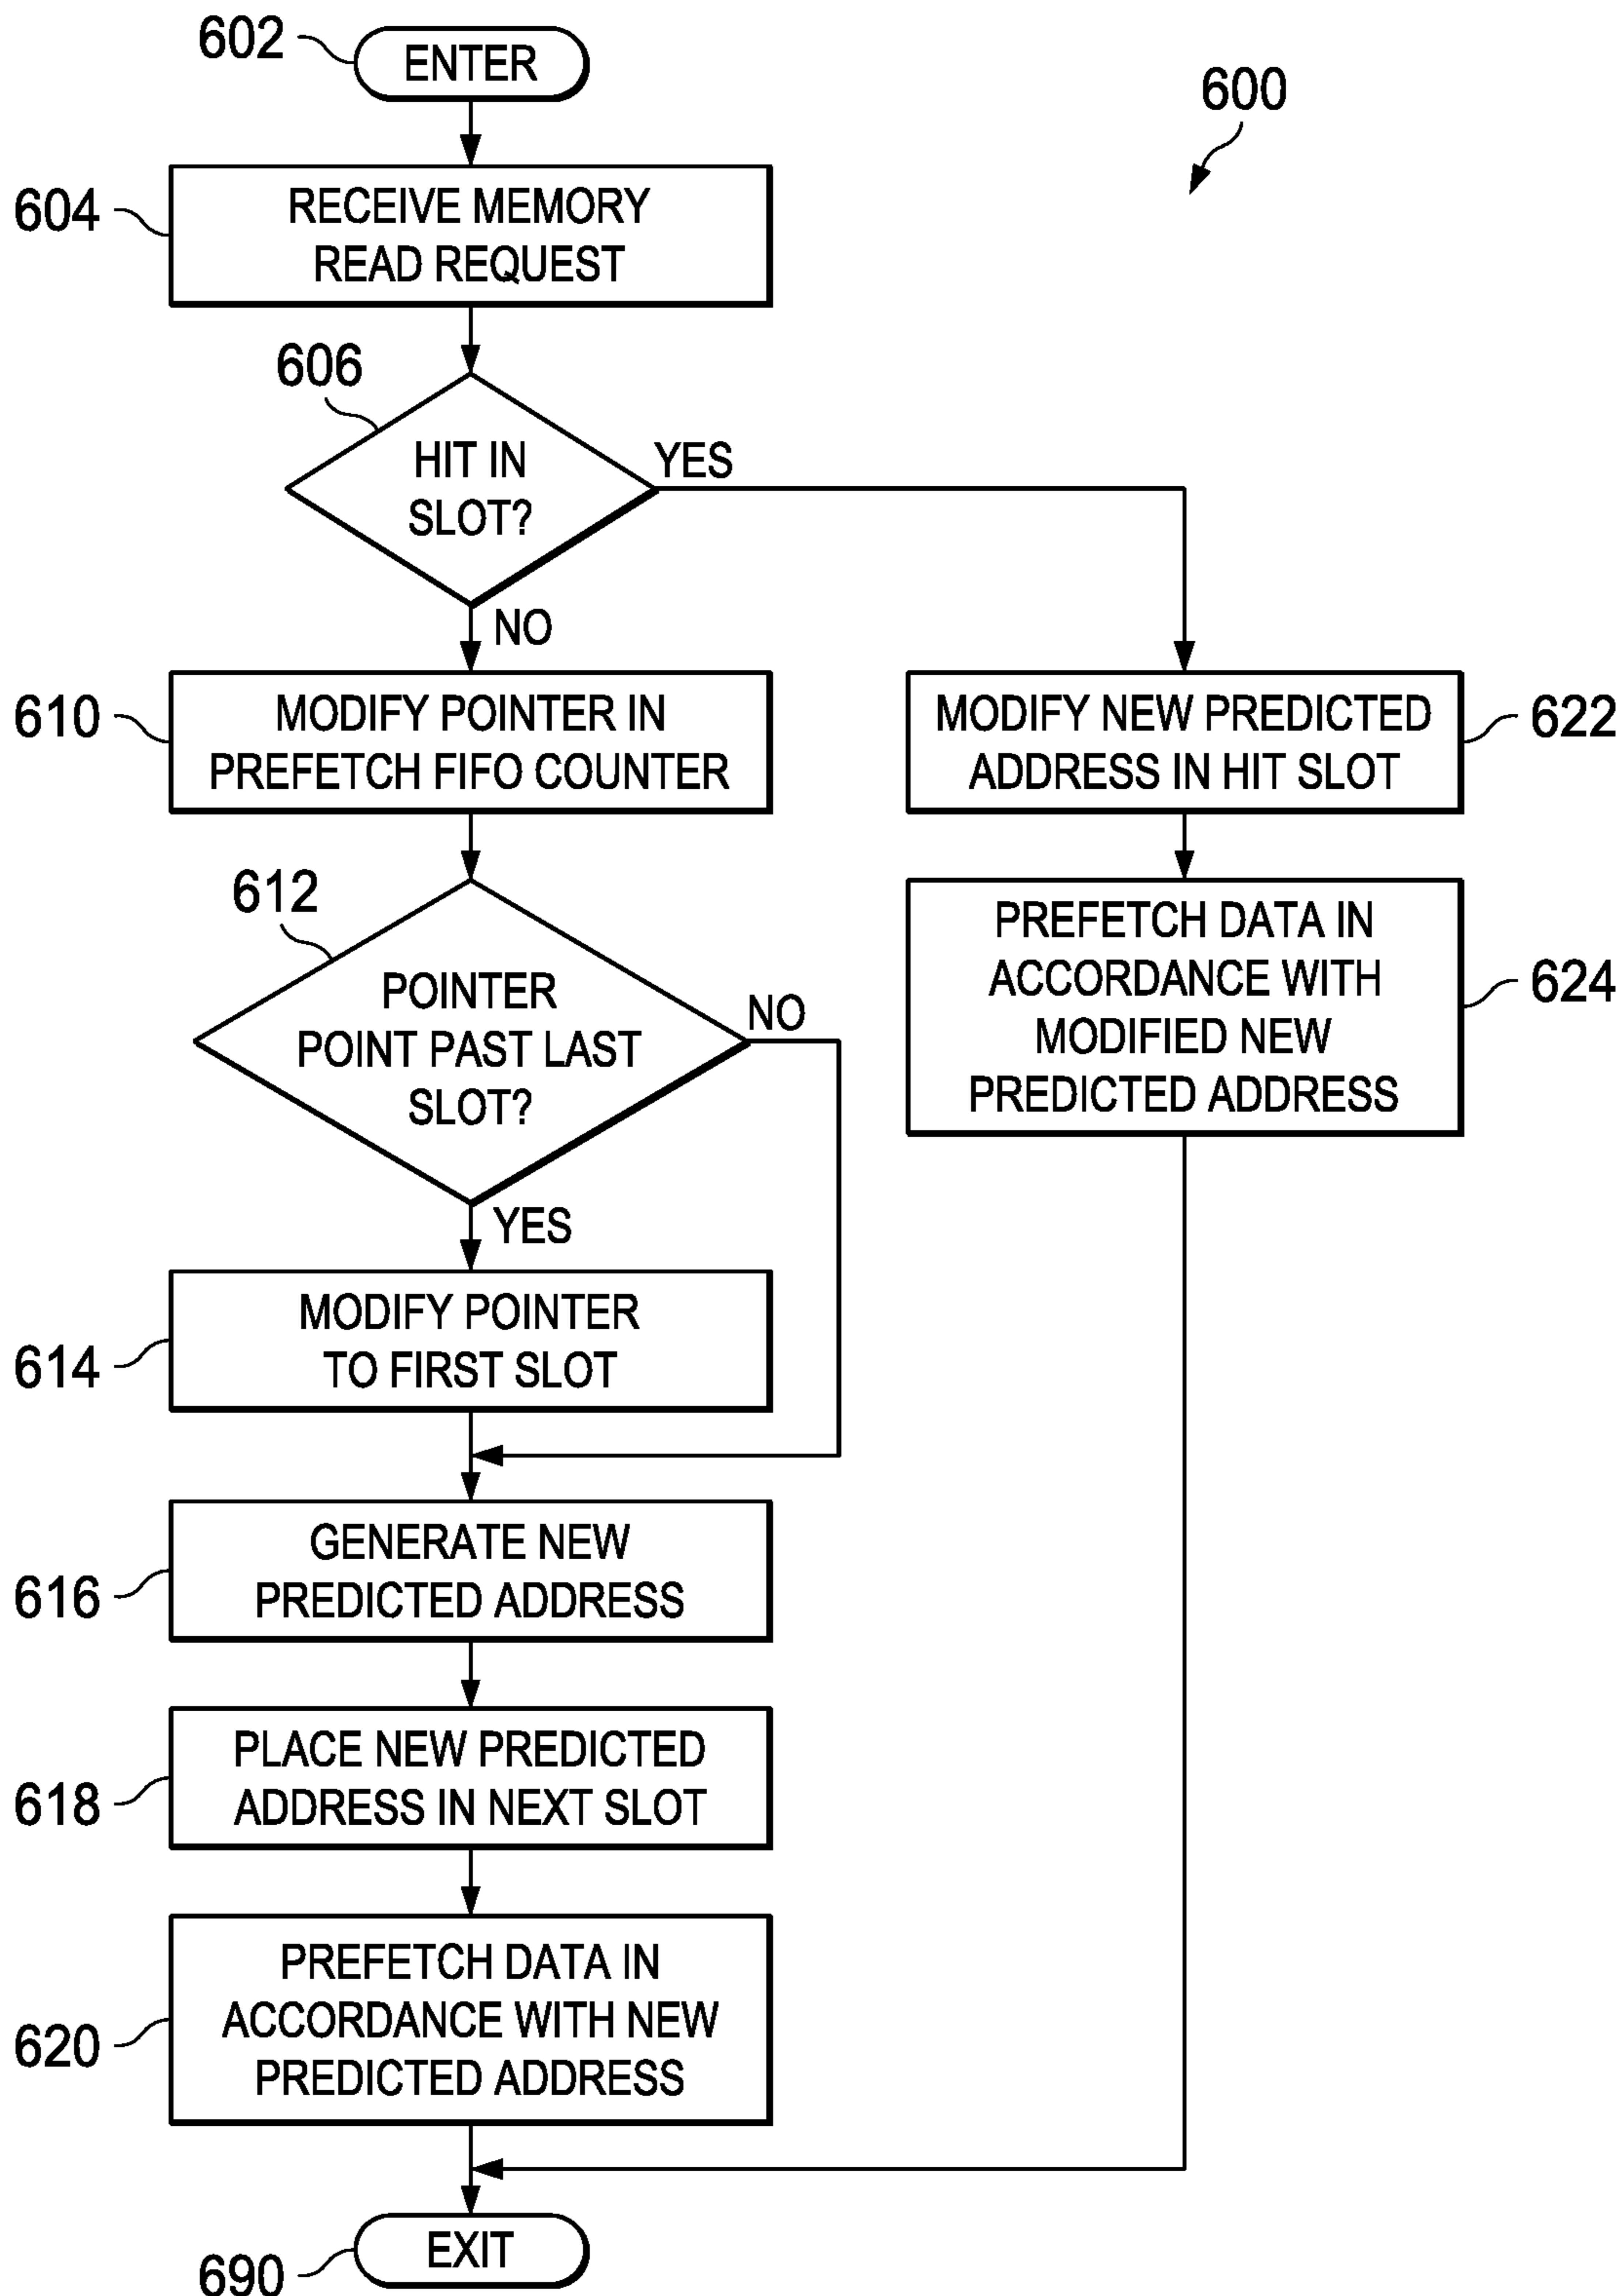 602
ENTER
600
604
RECEIVE MEMORY
READ REQUEST
606
HIT IN
SLOT?
YES
NO
610
MODIFY POINTER IN
PREFETCH FIFO COUNTER
MODIFY NEW PREDICTED
ADDRESS IN HIT SLOT
622
612
POINTER
POINT PAST LAST
SLOT?
NO
YES
PREFETCH DATA IN
ACCORDANCE WITH
MODIFIED NEW
PREDICTED ADDRESS
624
614
MODIFY POINTER
TO FIRST SLOT
616
GENERATE NEW
PREDICTED ADDRESS
618
PLACE NEW PREDICTED
ADDRESS IN NEXT SLOT
620
PREFETCH DATA IN
ACCORDANCE WITH NEW
PREDICTED ADDRESS
690
EXIT